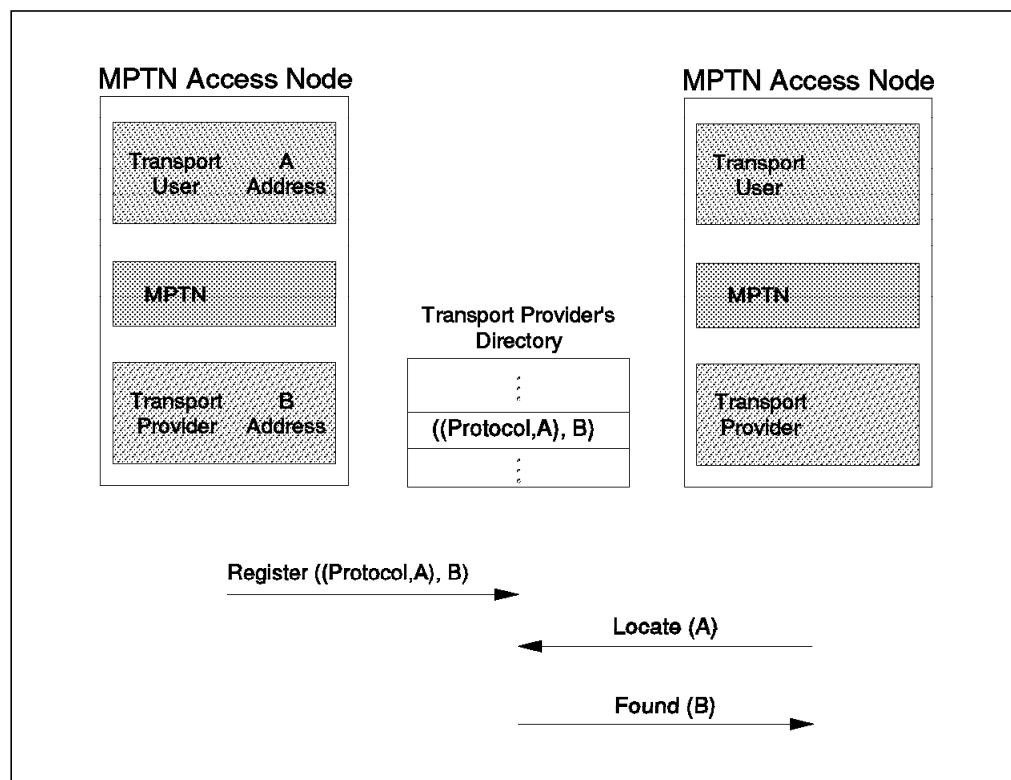 MPTN Access Node
MPTN Access Node
Transport
User
A
Address
Transport
User
MPTN
MPTN
Transport Provider's
Directory
Transport
Provider
B
Address
((Protocol,A), B)
Transport
Provider
Register ((Protocol,A), B)
Locate (A)
Found (B)